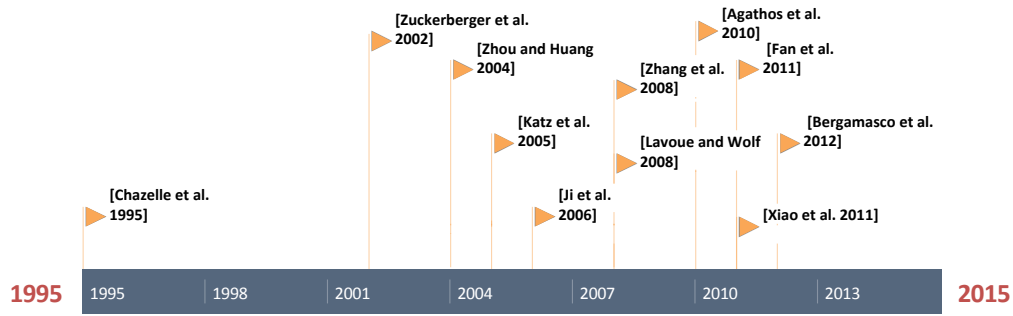 [Zuckerberger et al.
2002]
[Agathos et al.
2010]
[Zhou and Huang
2004]
[Fan et al.
2011]
[Zhang et al.
2008]
[Katz et al.
2005]
[Bergamasco et al.
2012]
[Lavoue and Wolf
2008]
[Chazelle et al.
1995]
[Ji et al.
2006]
[Xiao et al. 2011]
1995 1995 1998 2001 2004 2007 2010 2013 2015